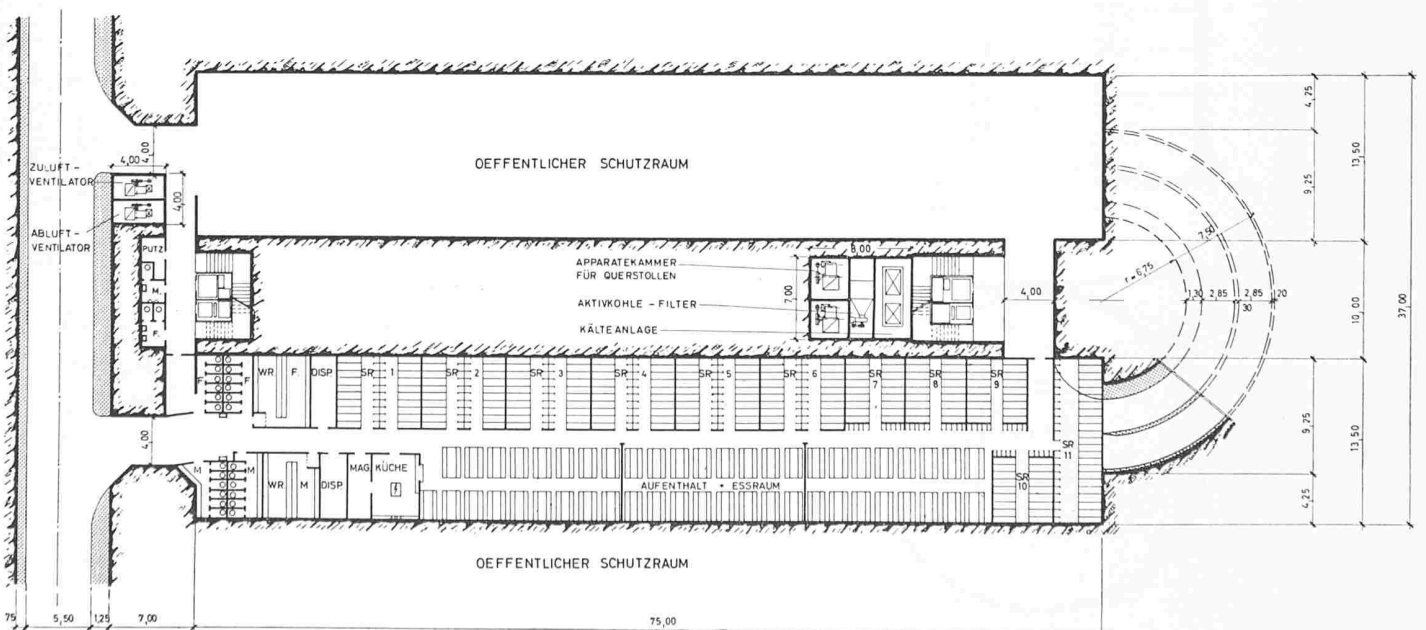 OEFFENTLICHER SCHUTZRAUM
ZULUFT-
VENTILATOR
4,00
4,00
4,00
ABLUFT-
VENTILATOR
PUTZ
M.
F.
APPARATEKAMMER
FÜR QUERSTOLLEN
AKTIVKOHLE - FILTER
KÄLTEANLAGE
8,00
7,00
4,00
4,25
9,25
13,50
10,00
37,00
9,25
13,50
4,25
7,50
r = 6,75
1,30
2,85
30
2,85
20
F
F
WR
F.
DISP
SR 1
SR 2
SR 3
SR 4
SR 5
SR 6
SR 7
SR 8
SR 9
SR 10
SR 11
4,00
M
M
WR
M
DISP
MAG
KÜCHE
AUFENTHALT + ESSRAUM
OEFFENTLICHER SCHUTZRAUM
75
5,50
1,25
7,00
75,00